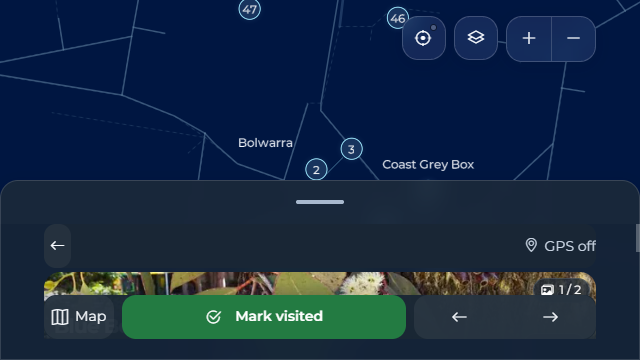 47
46
Bolwarra
3
Coast Grey Box
2
GPS off
1 / 2
Map
Mark visited